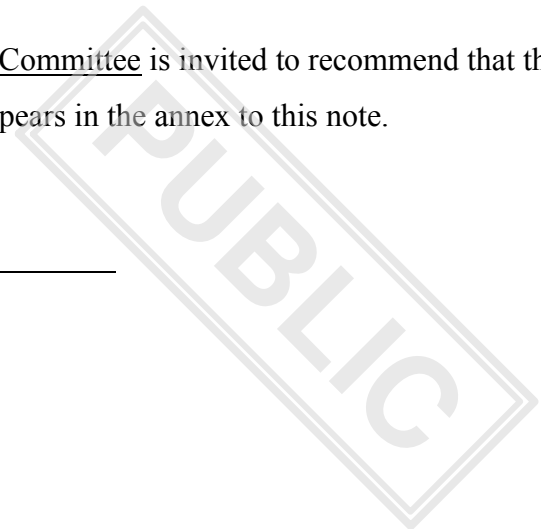 Committee is invited to recommend that th
pears in the annex to this note.
PUBLIC